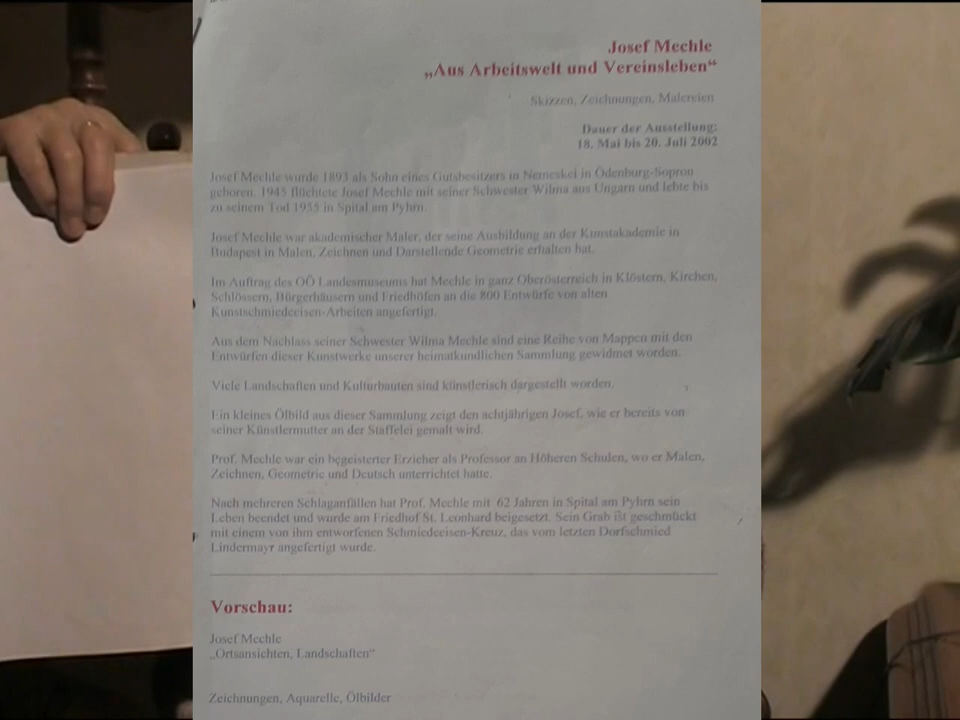 Josef Mechle
„Aus Arbeitswelt und Vereinsleben“
Skizzen, Zeichnungen, Malereien
Dauer der Ausstellung:
18. Mai bis 20. Juli 2002
Josef Mechle wurde 1893 als Sohn eines Gutsbesitzers in Nemeskei in Ödenburg-Sopron
geboren. 1945 flüchtete Josef Mechle mit seiner Schwester Wilma aus Ungarn und lebte bis
zu seinem Tod 1955 in Spital am Pyhrn.
Josef Mechle war akademischer Maler, der seine Ausbildung an der Kunstakademie in
Budapest in Malen, Zeichnen und Darstellende Geometrie erhalten hat.
Im Auftrag des OÖ Landesmuseums hat Mechle in ganz Oberösterreich in Klöstern, Kirchen,
Schlössern, Bürgerhäusern und Friedhöfen an die 800 Entwürfe von alten
Kunstschmiedeeisen-Arbeiten angefertigt.
Aus dem Nachlass seiner Schwester Wilma Mechle sind eine Reihe von Mappen mit den
Entwürfen dieser Kunstwerke unserer heimatkundlichen Sammlung gewidmet worden.
Viele Landschaften und Kulturbauten sind künstlerisch dargestellt worden.
Ein kleines Ölbild aus dieser Sammlung zeigt den achtjährigen Josef, wie er bereits von
seiner Künstlermutter an der Staffelei gemalt wird.
Prof. Mechle war ein begeisterter Erzieher als Professor an Höheren Schulen, wo er Malen,
Zeichnen, Geometrie und Deutsch unterrichtet hatte.
Nach mehreren Schlaganfällen hat Prof. Mechle mit 62 Jahren in Spital am Pyhrn sein
Leben beendet und wurde am Friedhof St. Leonhard beigesetzt. Sein Grab ist geschmückt
mit einem von ihm entworfenen Schmiedeeisen-Kreuz, das vom letzten Dorfschmied
Lindermayr angefertigt wurde.
Vorschau:
Josef Mechle
„Ortsansichten, Landschaften“
Zeichnungen, Aquarelle, Ölbilder